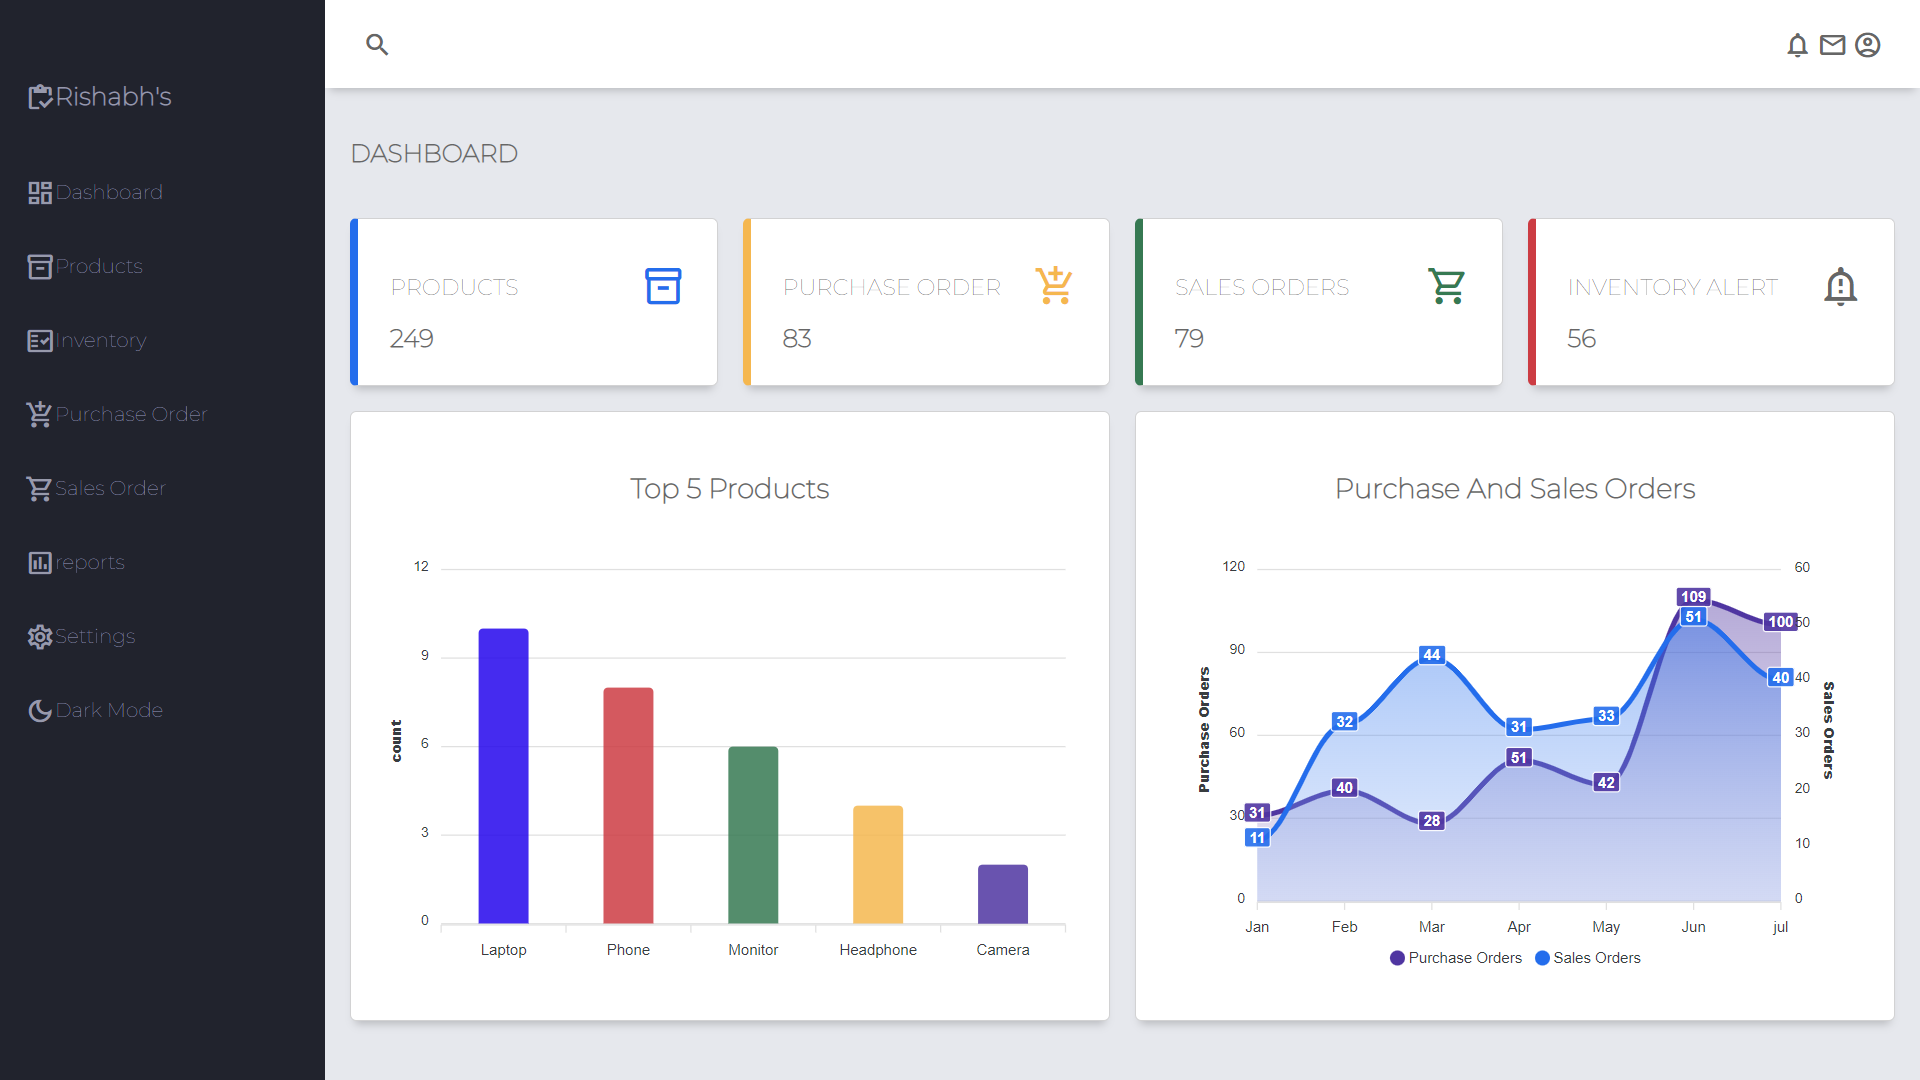 Rishabh's
Dashboard
Products
Inventory
Purchase Order
Sales Order
reports
Settings
Dark Mode
DASHBOARD
PRODUCTS
249
PURCHASE ORDER
83
SALES ORDERS
79
INVENTORY ALERT
56
Top 5 Products
12
9
6
3
0
count
Laptop Phone Monitor Headphone Camera
Purchase And Sales Orders
120
90
60
30
0
Purchase Orders
31 40 28 51 42 109 100
11 32 44 31 33 51 40
60
50
40
30
20
10
0
Sales Orders
Jan Feb Mar Apr May Jun jul
Purchase Orders Sales Orders